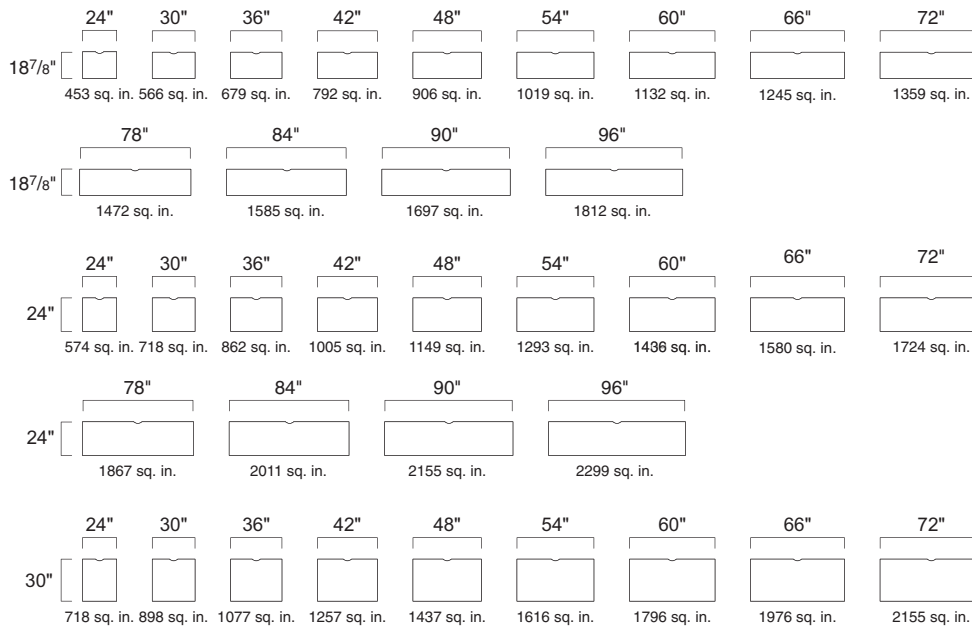 24" 30" 36" 42" 48" 54" 60" 66" 72"
18⅞"
453 sq. in. 566 sq. in. 679 sq. in. 792 sq. in. 906 sq. in. 1019 sq. in. 1132 sq. in. 1245 sq. in. 1359 sq. in.
78" 84" 90" 96"
18⅞"
1472 sq. in. 1585 sq. in. 1697 sq. in. 1812 sq. in.
24" 30" 36" 42" 48" 54" 60" 66" 72"
24"
574 sq. in. 718 sq. in. 862 sq. in. 1005 sq. in. 1149 sq. in. 1293 sq. in. 1436 sq. in. 1580 sq. in. 1724 sq. in.
78" 84" 90" 96"
24"
1867 sq. in. 2011 sq. in. 2155 sq. in. 2299 sq. in.
24" 30" 36" 42" 48" 54" 60" 66" 72"
30"
718 sq. in. 898 sq. in. 1077 sq. in. 1257 sq. in. 1437 sq. in. 1616 sq. in. 1796 sq. in. 1976 sq. in. 2155 sq. in.